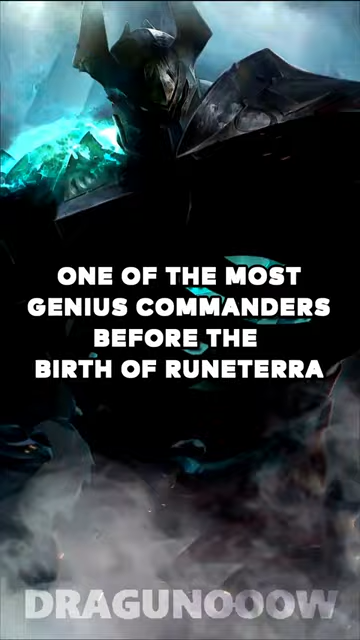 ONE OF THE MOST
GENIUS COMMANDERS
BEFORE THE
BIRTH OF RUNETERRA
DRAGUNOOOW